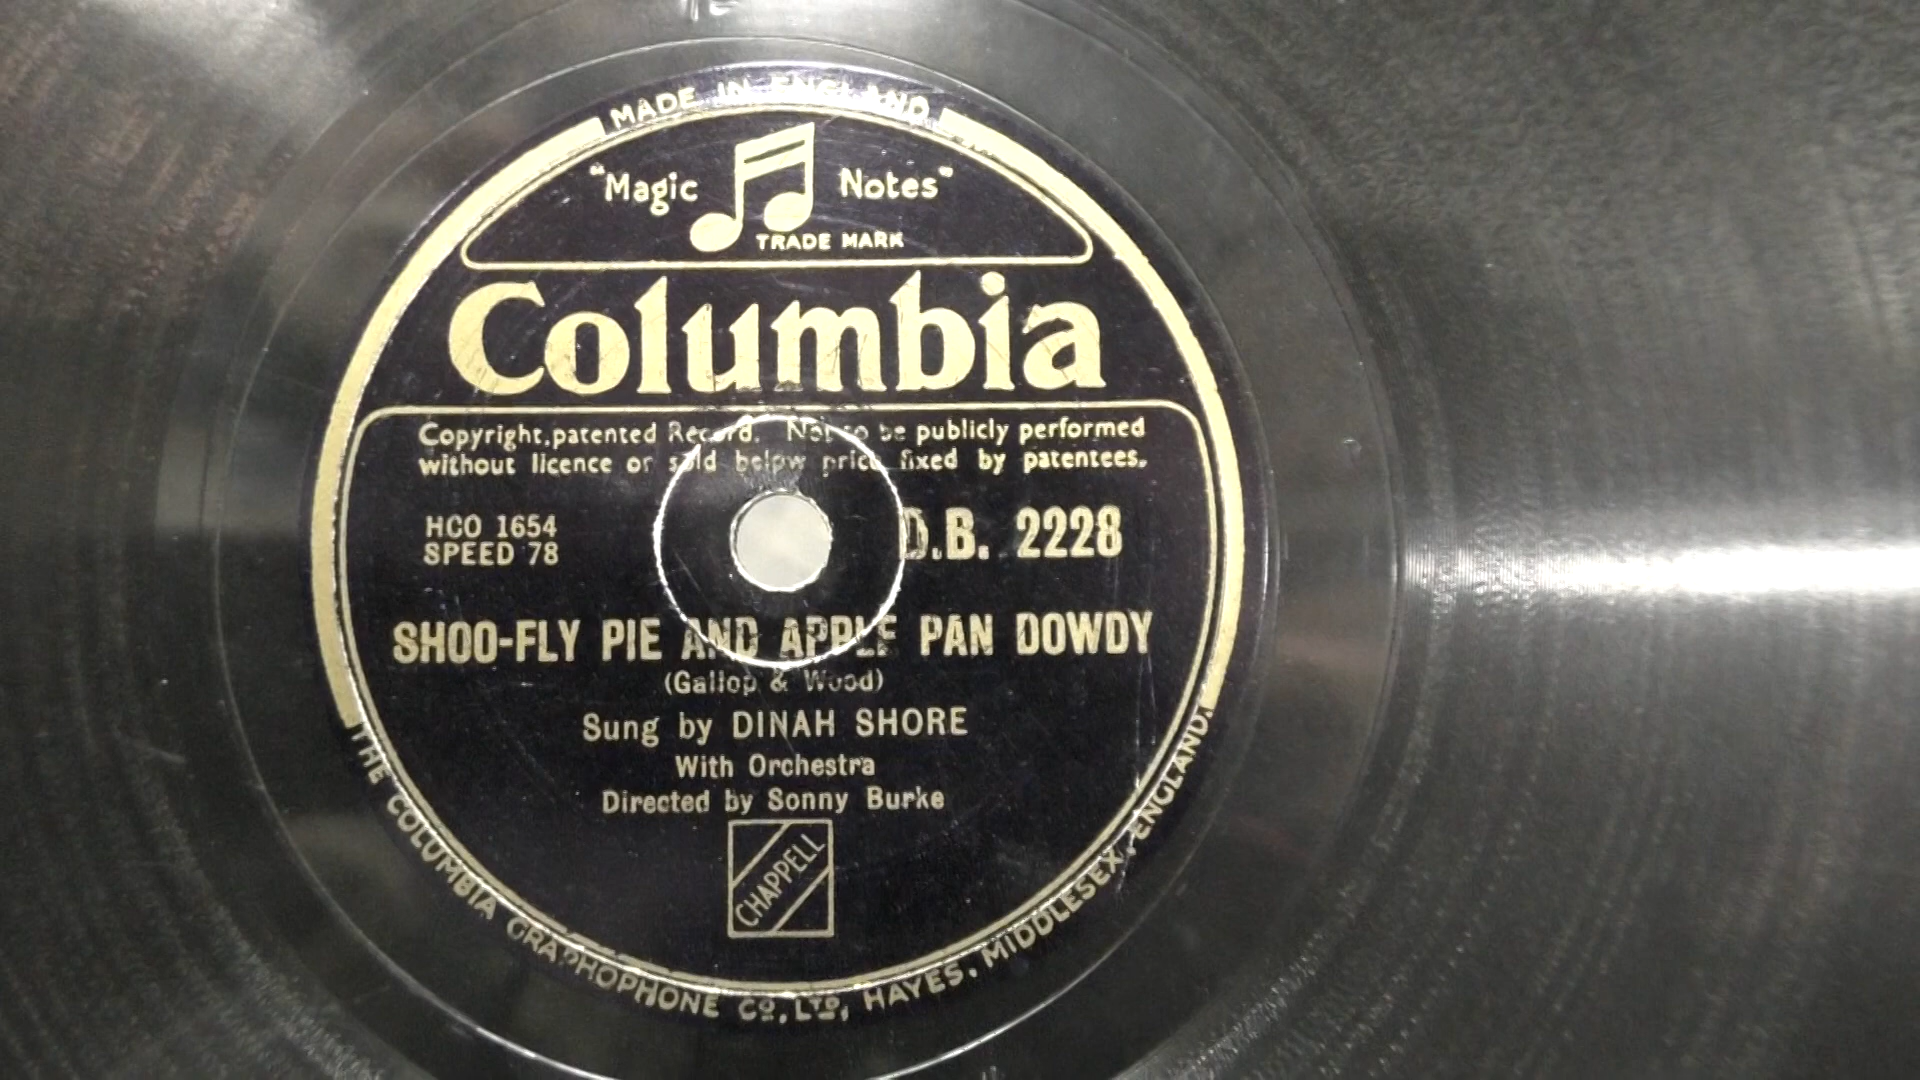 MADE IN ENGLAND
"Magic Notes"
TRADE MARK
Columbia
Copyright, patented Record. Not to be publicly performed
without licence or sold below price fixed by patentees.
HCO 1654
SPEED 78
D.B. 2228
SHOO-FLY PIE AND APPLE PAN DOWDY
(Gallop & Wood)
Sung by DINAH SHORE
With Orchestra
Directed by Sonny Burke
CHAPPELL
THE COLUMBIA GRAPHOPHONE CO., LTD, HAYES, MIDDLESEX, ENGLAND.